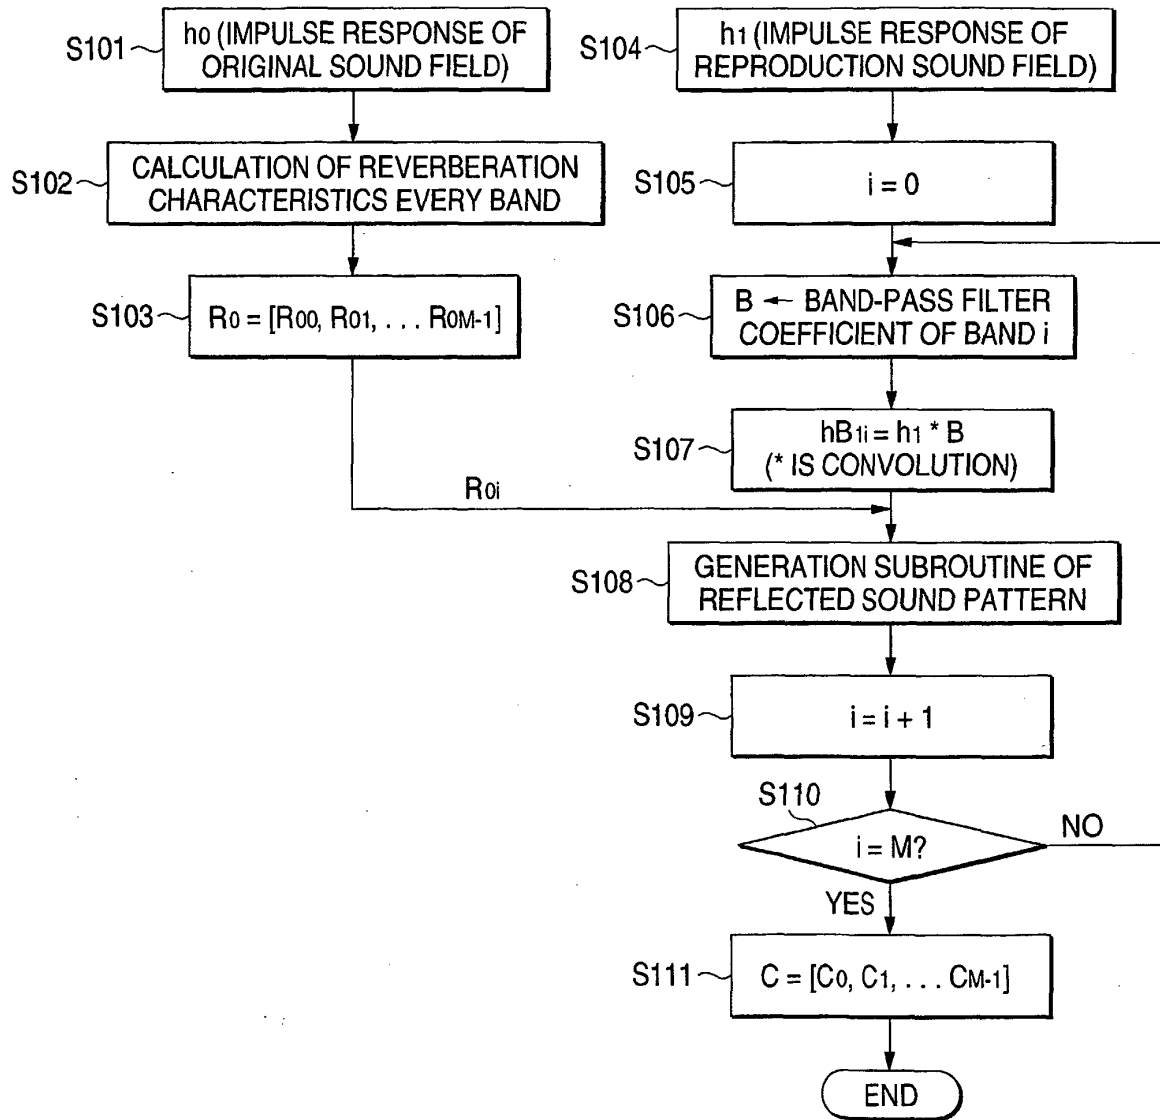 S101
h0 (IMPULSE RESPONSE OF
ORIGINAL SOUND FIELD)
S102
CALCULATION OF REVERBERATION
CHARACTERISTICS EVERY BAND
S103
R0 = [R00, R01, . . . R0M-1]
R0i
S104
h1 (IMPULSE RESPONSE OF
REPRODUCTION SOUND FIELD)
S105
i = 0
S106
B ← BAND-PASS FILTER
COEFFICIENT OF BAND i
S107
hB1i = h1 * B
(* IS CONVOLUTION)
S108
GENERATION SUBROUTINE OF
REFLECTED SOUND PATTERN
S109
i = i + 1
S110
i = M?
NO
YES
S111
C = [C0, C1, . . . CM-1]
END